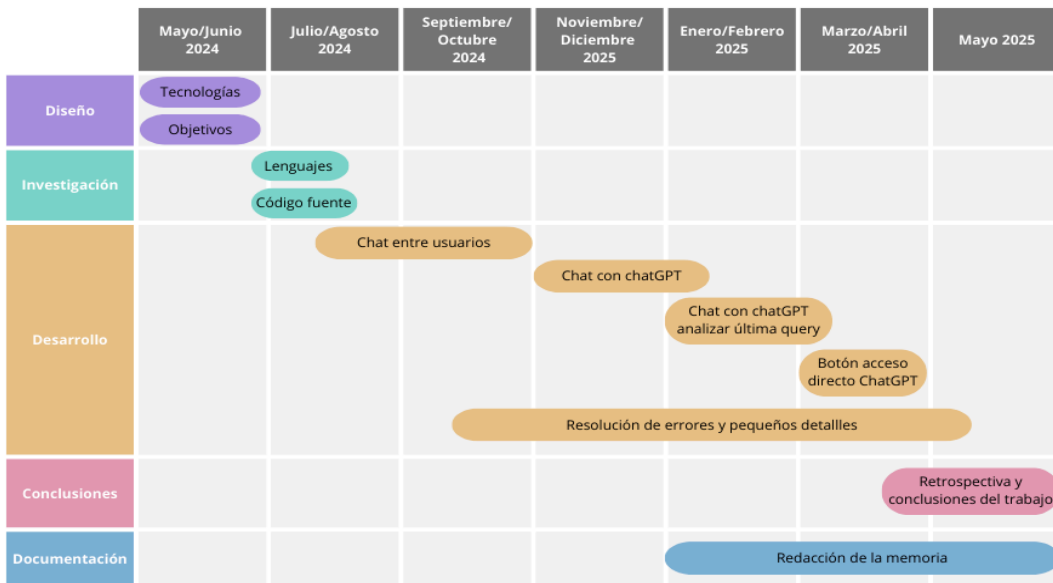 Mayo/Junio
2024
Julio/Agosto
2024
Septiembre/
Octubre
2024
Noviembre/
Diciembre
2025
Enero/Febrero
2025
Marzo/Abril
2025
Mayo 2025
Diseño
Tecnologías
Objetivos
Investigación
Lenguajes
Código fuente
Desarrollo
Chat entre usuarios
Chat con chatGPT
Chat con chatGPT
analizar última query
Botón acceso
directo ChatGPT
Resolución de errores y pequeños detallles
Conclusiones
Retrospectiva y
conclusiones del trabajo
Documentación
Redacción de la memoria